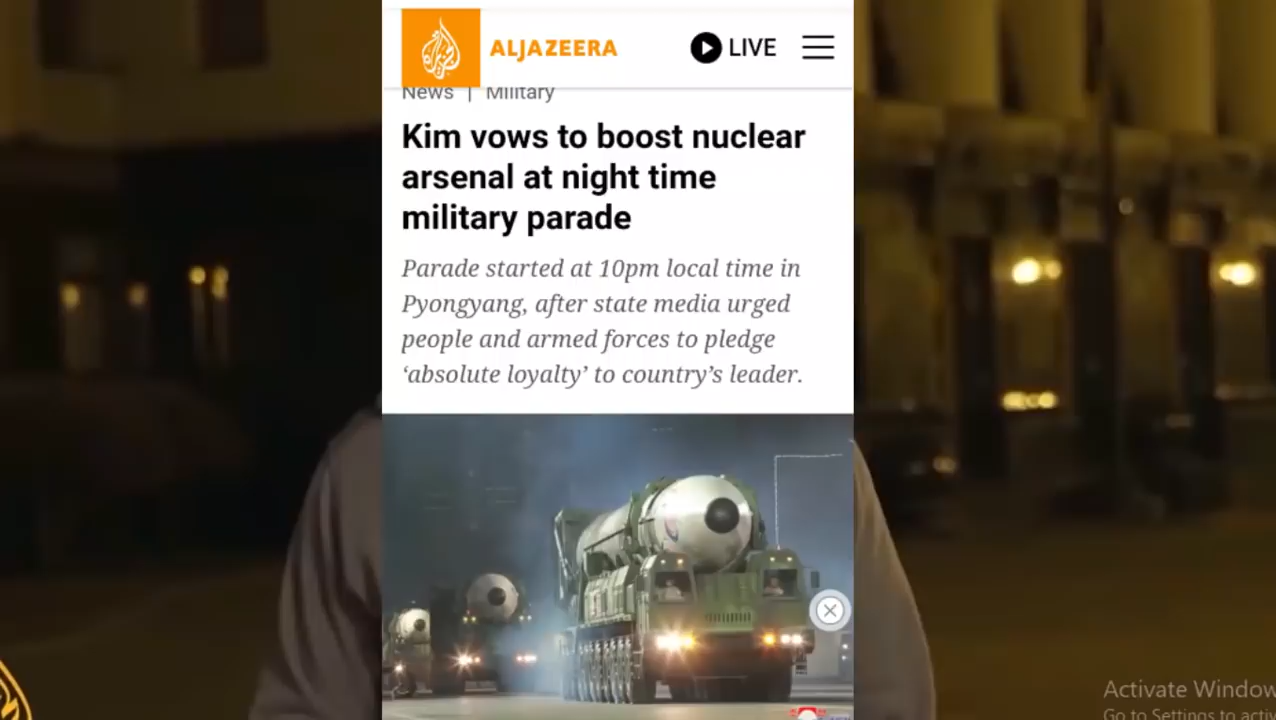 ALJAZEERA
LIVE
News | Military
Kim vows to boost nuclear
arsenal at night time
military parade
Parade started at 10pm local time in
Pyongyang, after state media urged
people and armed forces to pledge
‘absolute loyalty’ to country’s leader.
Activate Window
Go to Settings to activ